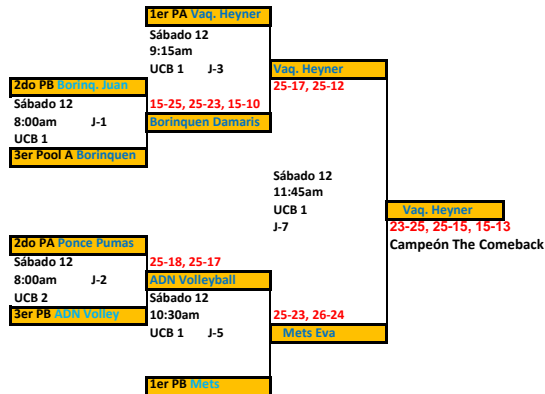 1er PA Vaq. Heyner
Sábado 12
9:15am
UCB 1 J-3
Vaq. Heyner
25-17, 25-12
2do PB Borinq. Juan
Sábado 12
8:00am J-1
UCB 1
3er Pool A Borinquen
15-25, 25-23, 15-10
Borinquen Damaris
Sábado 12
11:45am
UCB 1
J-7
Vaq. Heyner
23-25, 25-15, 15-13
Campeón The Comeback
2do PA Ponce Pumas
Sábado 12
8:00am J-2
UCB 2
3er PB ADN Volley
25-18, 25-17
ADN Volleyball
Sábado 12
10:30am
UCB 1 J-5
25-23, 26-24
Mets Eva
1er PB Mets